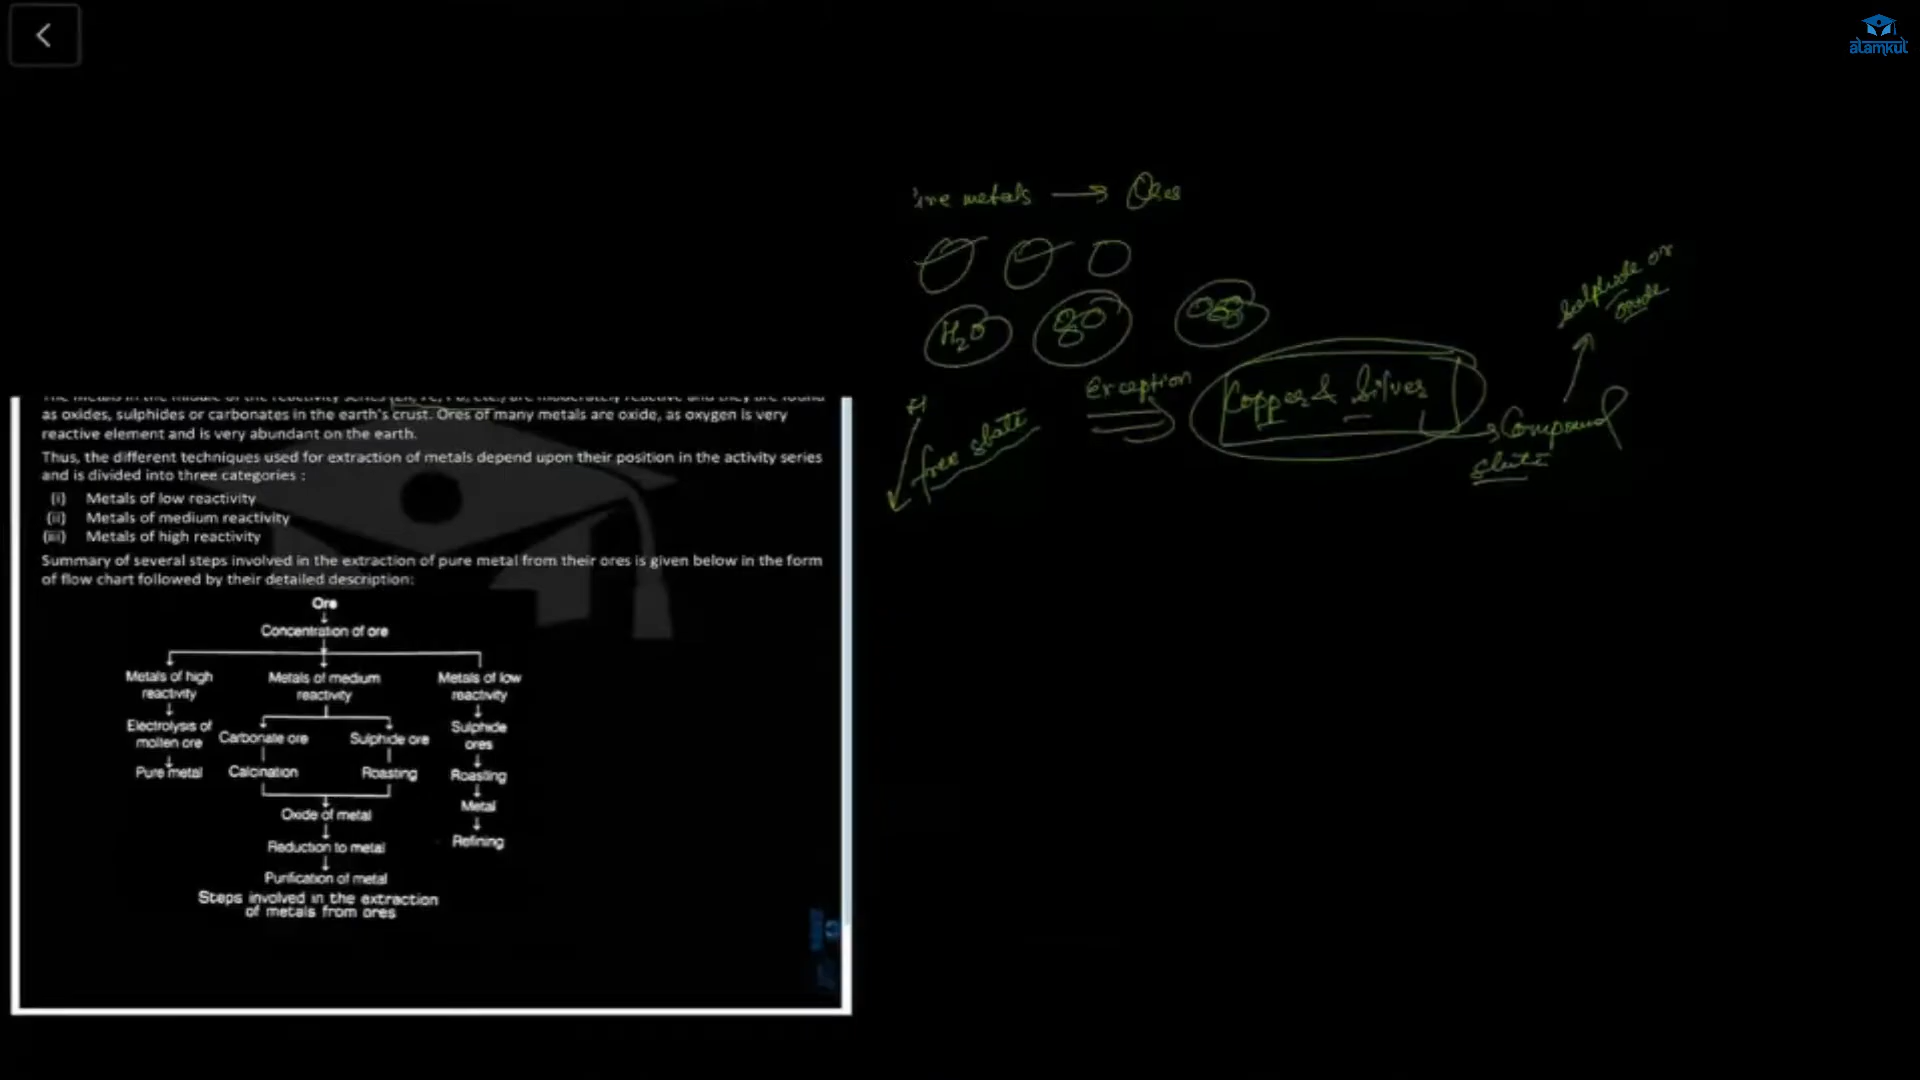 alamkul
as oxides, sulphides or carbonates in the earth's crust. Ores of many metals are oxide, as oxygen is very
reactive element and is very abundant on the earth.
Thus, the different techniques used for extraction of metals depend upon their position in the activity series
and is divided into three categories :
(i) Metals of low reactivity
(ii) Metals of medium reactivity
(iii) Metals of high reactivity
Summary of several steps involved in the extraction of pure metal from their ores is given below in the form
of flow chart followed by their detailed description:
Ore
Concentration of ore
Metals of high reactivity
Metals of medium reactivity
Metals of low reactivity
Electrolysis of molten ore
Carbonate ore
Sulphide ore
Sulphide ores
Pure metal
Calcination
Roasting
Roasting
Oxide of metal
Metal
Reduction to metal
Refining
Purification of metal
Steps involved in the extraction
of metals from ores
metals → Ores
H₂O
Exception
Copper & Silver
Compound
state
Sulphide or
oxide
free state